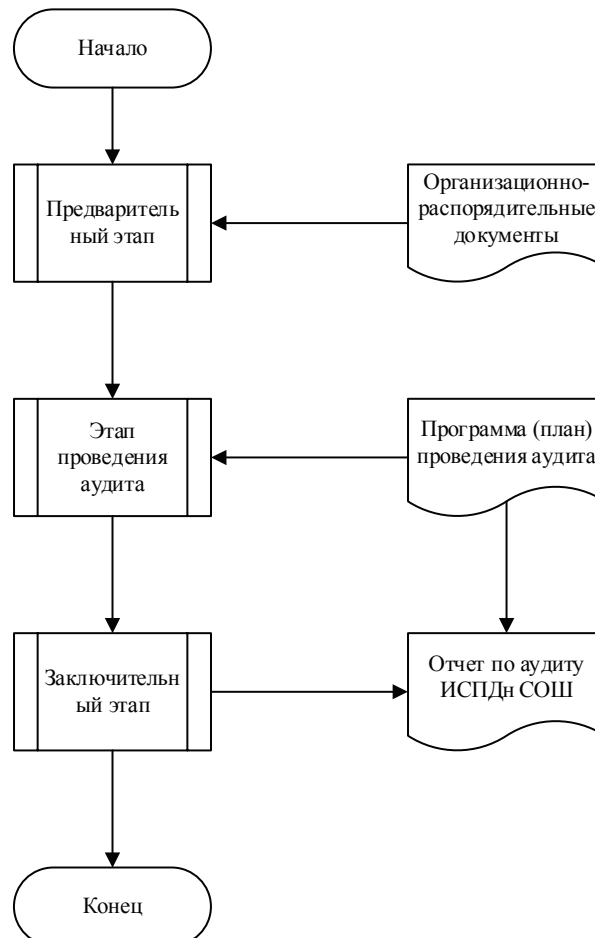 Начало
Предваритель
ный этап
Организационно-
распорядительные
документы
Этап
проведения
аудита
Программа (план)
проведения аудита
Заключительн
ый этап
Отчет по аудиту
ИСПДн СОШ
Конец